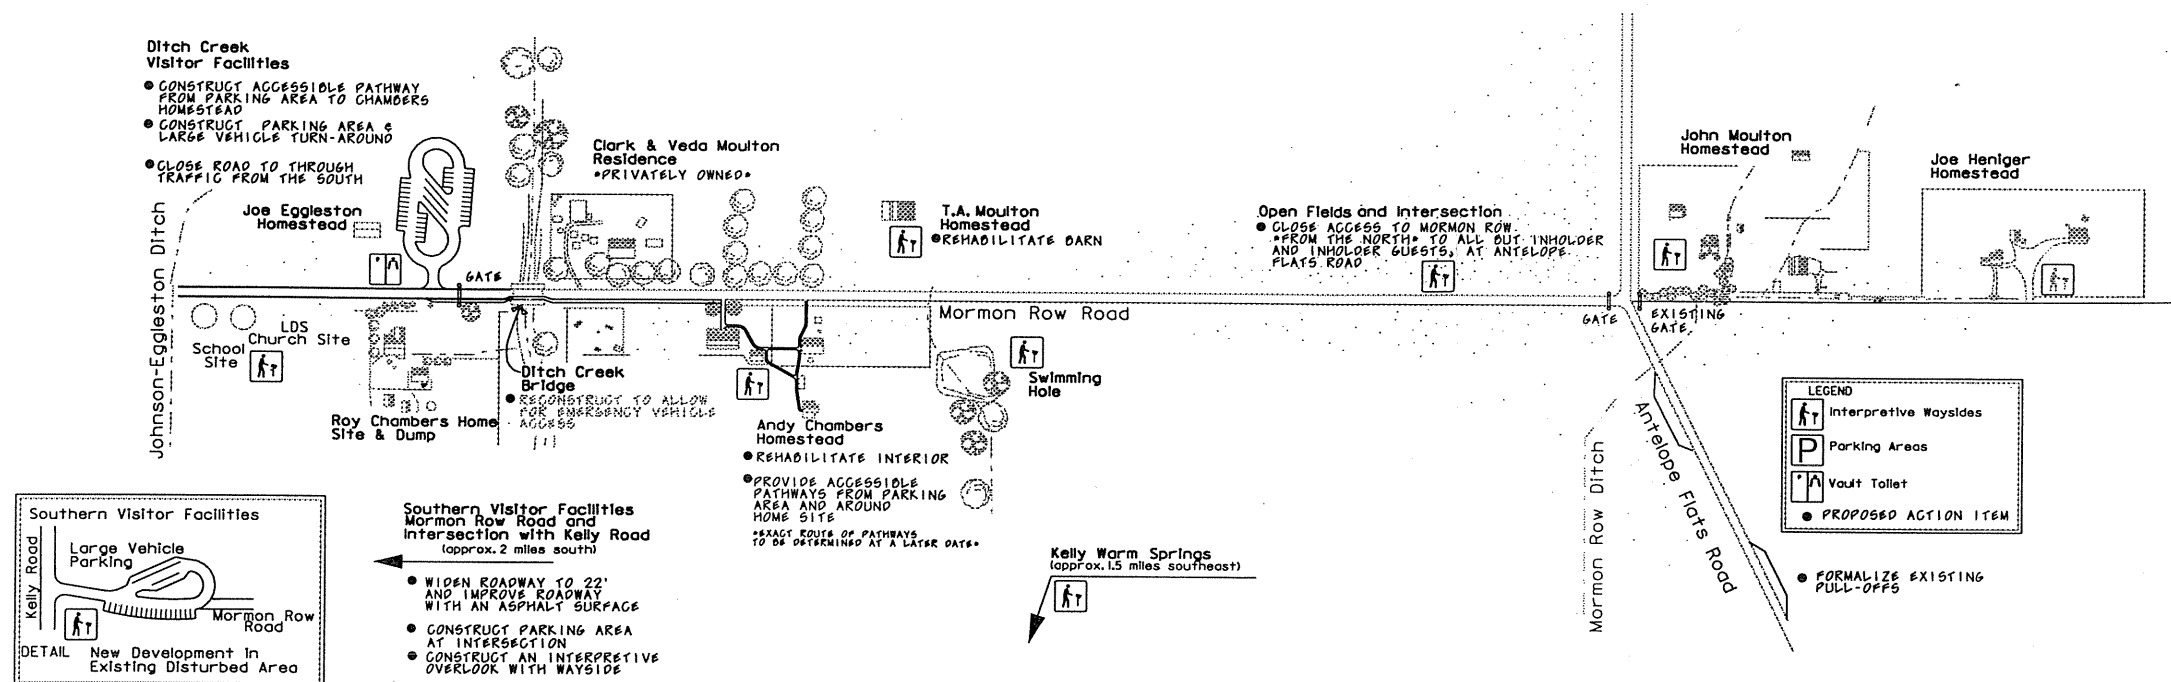 Ditch Creek
Visitor Facilities
● CONSTRUCT ACCESSIBLE PATHWAY
FROM PARKING AREA TO CHAMBERS
HOMESTEAD
● CONSTRUCT PARKING AREA &
LARGE VEHICLE TURN-AROUND
● CLOSE ROAD TO THROUGH
TRAFFIC FROM THE SOUTH
Johnson-Eggleston Ditch
Joe Eggleston
Homestead
GATE
Clark & Veda Moulton
Residence
*PRIVATELY OWNED*
T.A. Moulton
Homestead
● REHABILITATE BARN
Open Fields and Intersection
● CLOSE ACCESS TO MORMON ROW
*FROM THE NORTH* TO ALL BUT INHOLDER
AND INHOLDER GUESTS, AT ANTELOPE
FLATS ROAD
John Moulton
Homestead
Joe Heniger
Homestead
LDS
Church Site
School
Site
Roy Chambers Home
Site & Dump
Ditch Creek
Bridge
● RECONSTRUCT TO ALLOW
FOR EMERGENCY VEHICLE
ACCESS
Mormon Row Road
Swimming
Hole
Andy Chambers
Homestead
● REHABILITATE INTERIOR
● PROVIDE ACCESSIBLE
PATHWAYS FROM PARKING
AREA AND AROUND
HOME SITE
*EXACT ROUTE OF PATHWAYS
TO BE DETERMINED AT A LATER DATE*
GATE
EXISTING
GATE
Mormon Row Ditch
Antelope Flats Road
LEGEND
Interpretive Waysides
P Parking Areas
Vault Toilet
● PROPOSED ACTION ITEM
● FORMALIZE EXISTING
PULL-OFFS
Southern Visitor Facilities
Kelly Road
Large Vehicle
Parking
Mormon Row
Road
DETAIL New Development in
Existing Disturbed Area
Southern Visitor Facilities
Mormon Row Road and
Intersection with Kelly Road
(approx. 2 miles south)
● WIDEN ROADWAY TO 22'
AND IMPROVE ROADWAY
WITH AN ASPHALT SURFACE
● CONSTRUCT PARKING AREA
AT INTERSECTION
● CONSTRUCT AN INTERPRETIVE
OVERLOOK WITH WAYSIDE
Kelly Warm Springs
(approx. 1.5 miles southeast)